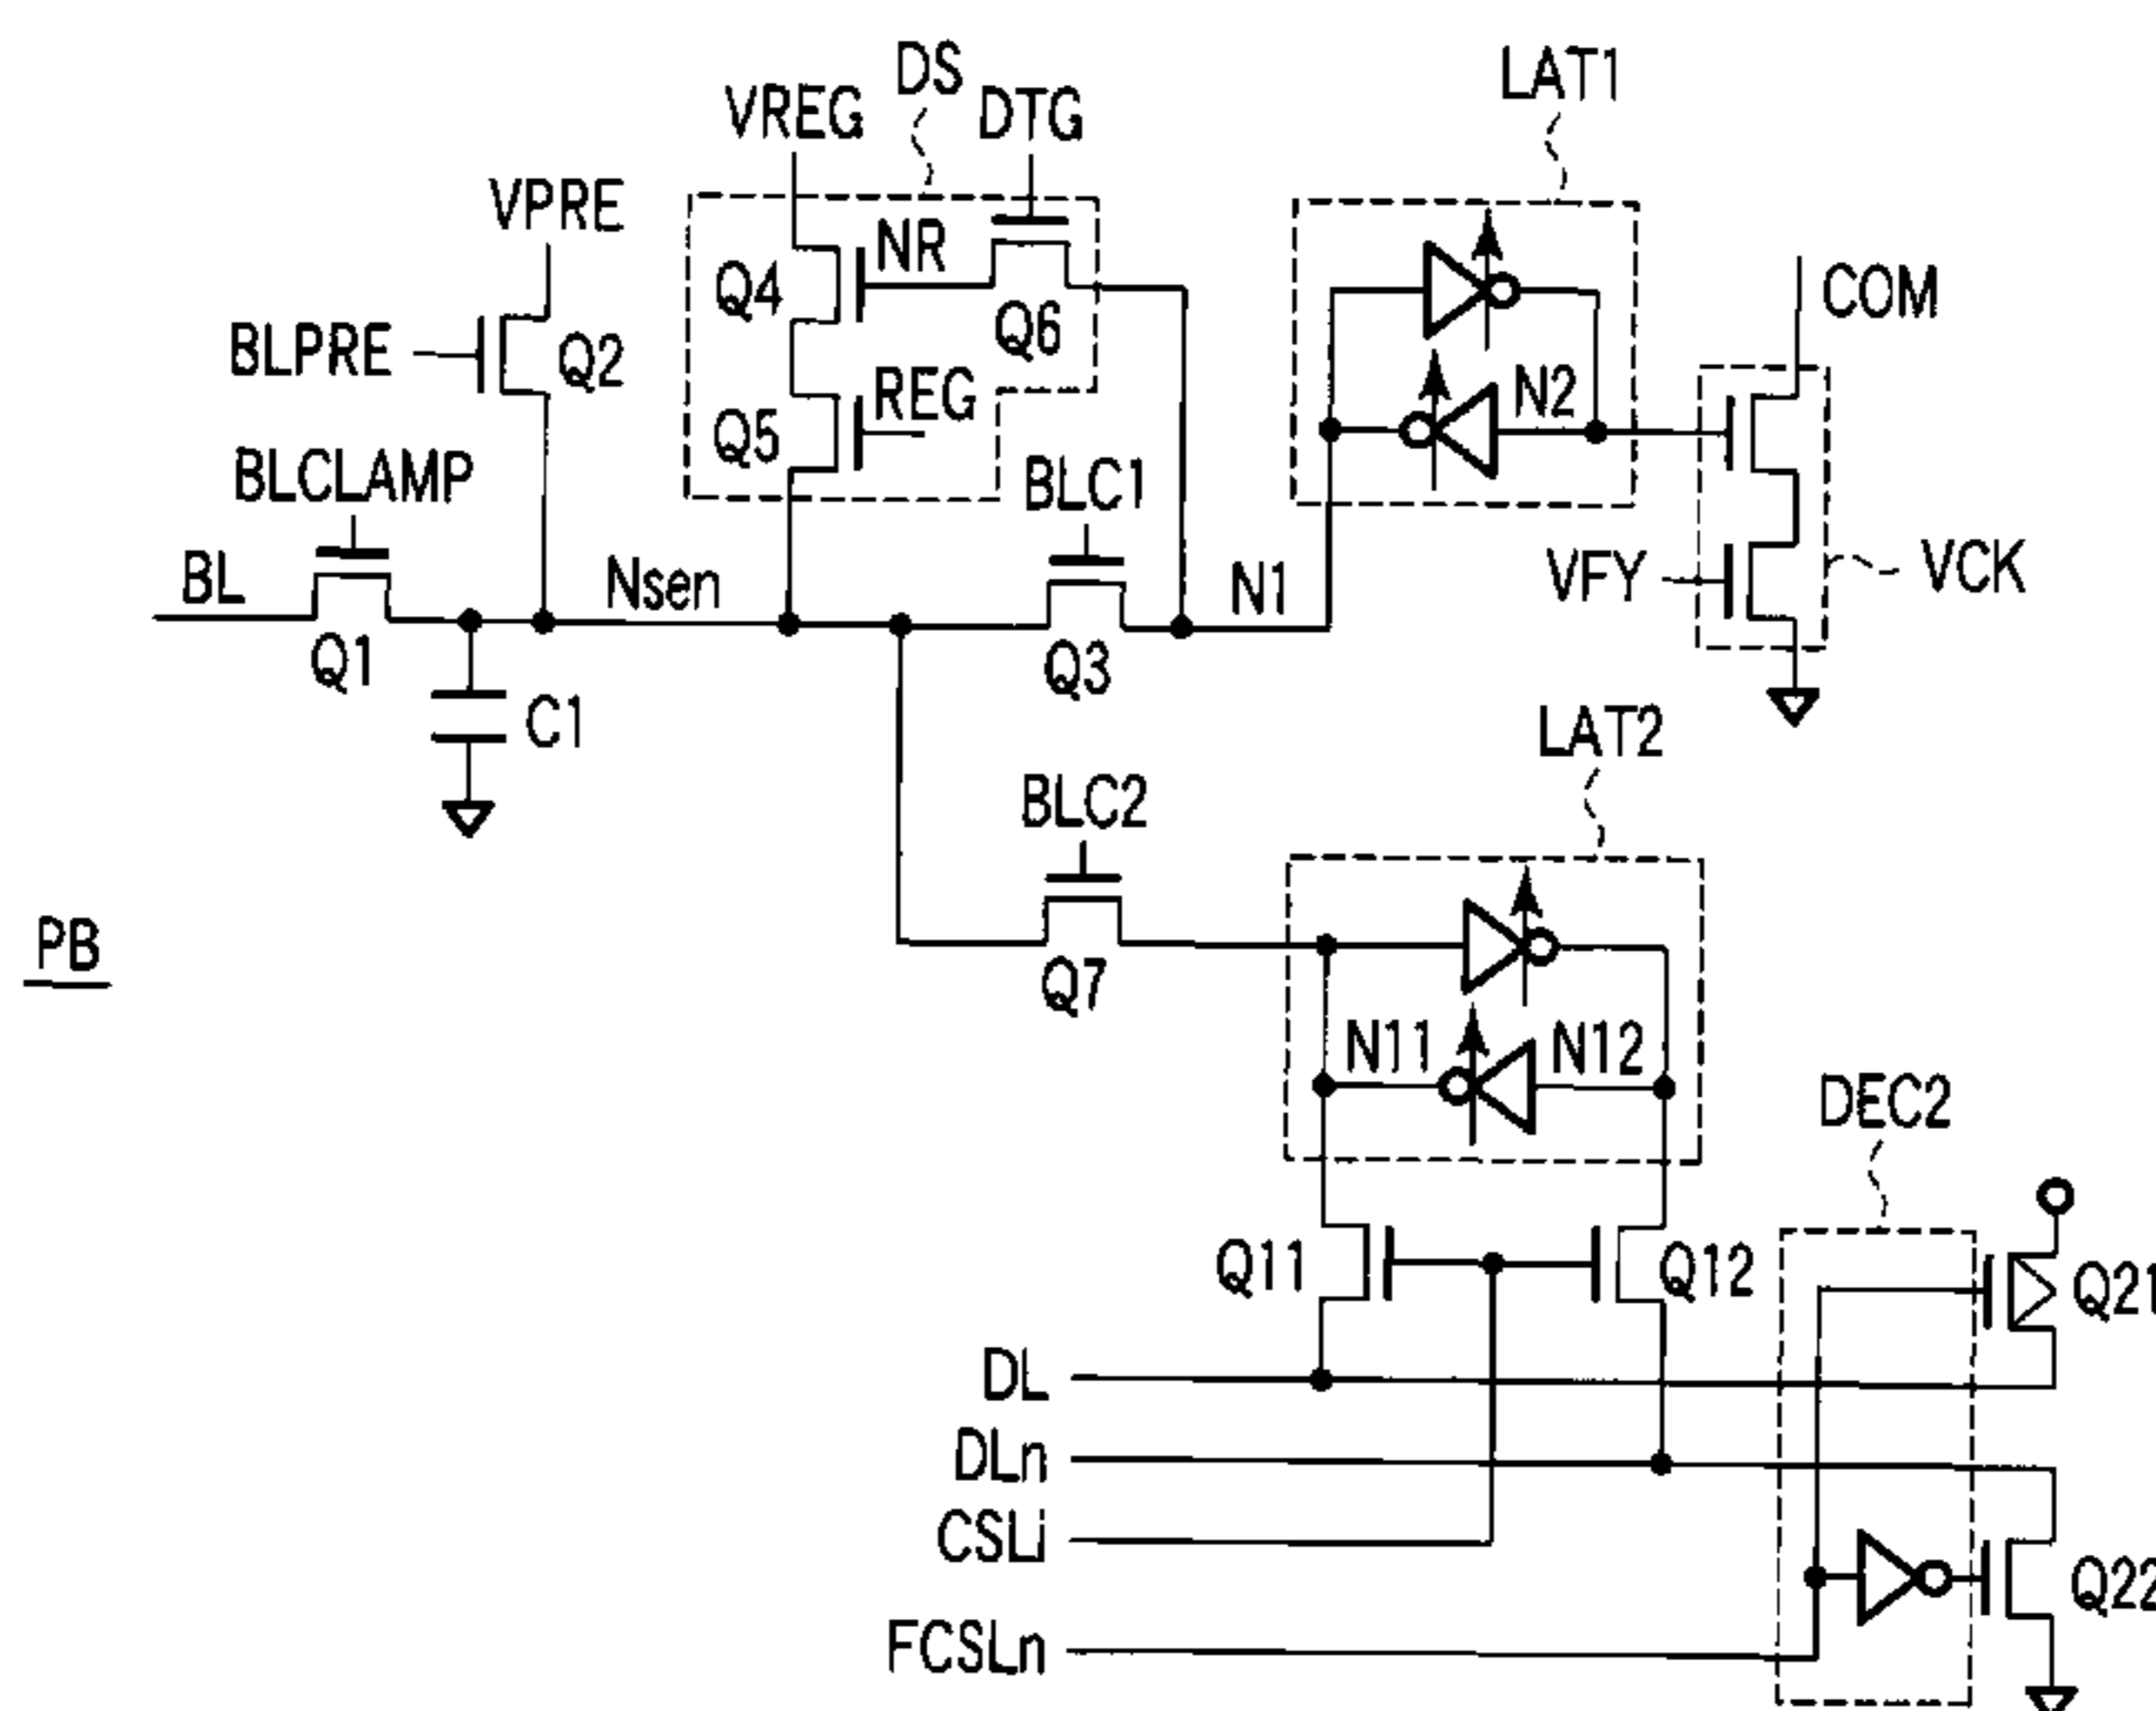 DS
LAT1
VREG
DTG
VPRE
NR
Q4
COM
Q6
BLPRE
Q2
REG
N2
Q5
BLCLAMP
BLC1
BL
Nsen
N1
VFY
VCK
Q1
Q3
C1
LAT2
BLC2
PB
Q7
N11
N12
DEC2
Q11
Q12
Q21
DL
DLn
CSLi
Q22
FCSLn